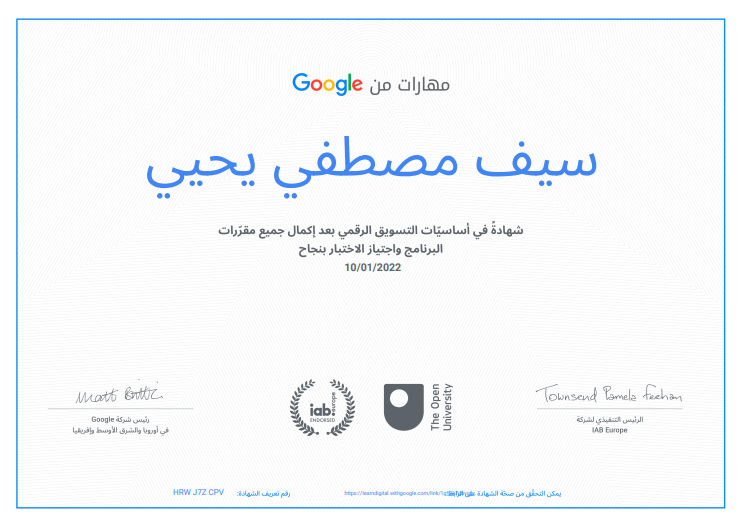 مهارات من Google
سيف مصطفي يحيي
شهادةً في أساسيّات التسويق الرقمي بعد إكمال جميع مقرّرات
البرنامج واجتياز الاختبار بنجاح
10/01/2022
Matt Brittin
رئيس شركة Google
في أوروبا والشرق الأوسط وإفريقيا
iab europe
ENDORSED
The Open
University
Townsend Pamela Feehan
الرئيس التنفيذي لشركة
IAB Europe
يمكن التحقّق من صحّة الشهادة على الرابط: https://learndigital.withgoogle.com/link/
رقم تعريف الشهادة: HRW J7Z CPV